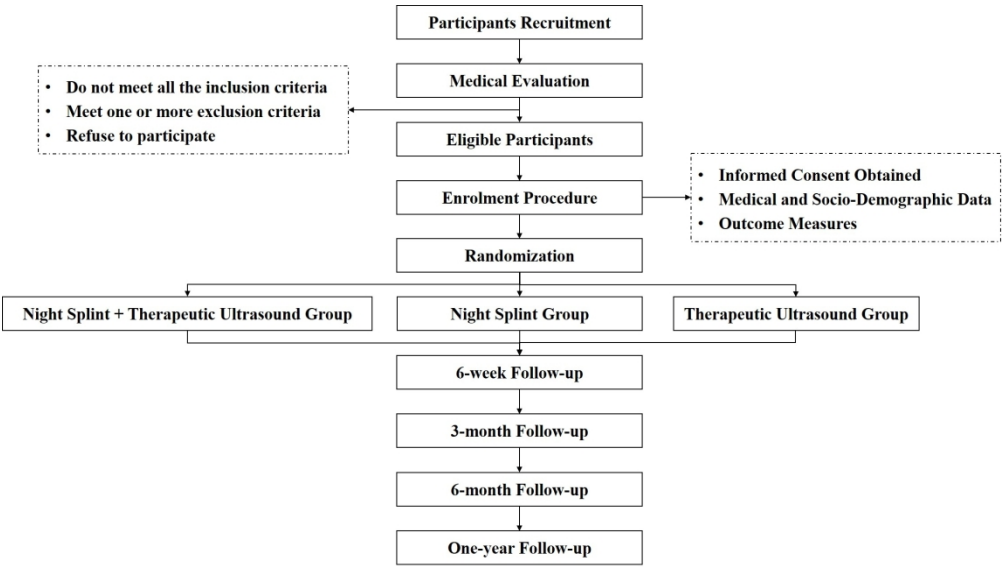 Participants Recruitment
Medical Evaluation
• Do not meet all the inclusion criteria
• Meet one or more exclusion criteria
• Refuse to participate
Eligible Participants
Enrolment Procedure
• Informed Consent Obtained
• Medical and Socio-Demographic Data
• Outcome Measures
Randomization
Night Splint + Therapeutic Ultrasound Group
Night Splint Group
Therapeutic Ultrasound Group
6-week Follow-up
3-month Follow-up
6-month Follow-up
One-year Follow-up